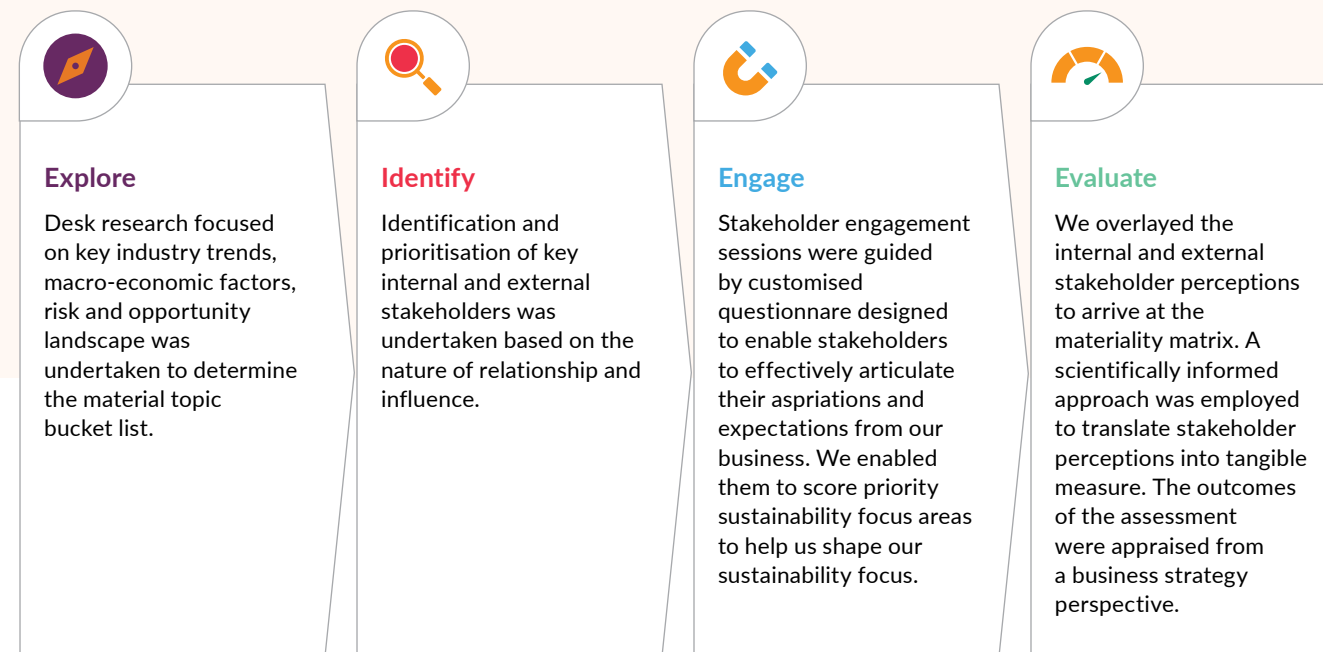 Explore
Desk research focused
on key industry trends,
macro-economic factors,
risk and opportunity
landscape was
undertaken to determine
the material topic
bucket list.
Identify
Identification and
prioritisation of key
internal and external
stakeholders was
undertaken based on the
nature of relationship and
influence.
Engage
Stakeholder engagement
sessions were guided
by customised
questionnare designed
to enable stakeholders
to effectively articulate
their aspriations and
expectations from our
business. We enabled
them to score priority
sustainability focus areas
to help us shape our
sustainability focus.
Evaluate
We overlayed the
internal and external
stakeholder perceptions
to arrive at the
materiality matrix. A
scientifically informed
approach was employed
to translate stakeholder
perceptions into tangible
measure. The outcomes
of the assessment
were appraised from
a business strategy
perspective.